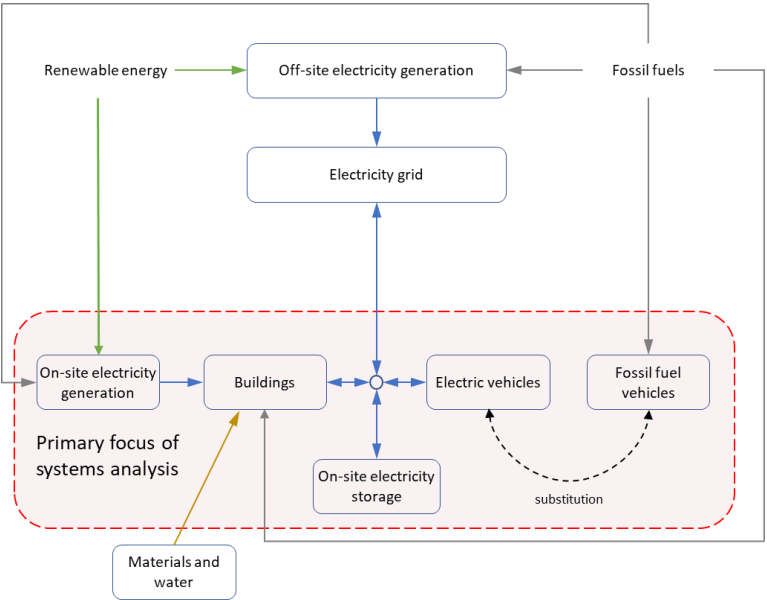 Renewable energy
Off-site electricity generation
Fossil fuels
Electricity grid
On-site electricity
generation
Buildings
Electric vehicles
Fossil fuel
vehicles
Primary focus of
systems analysis
On-site electricity
storage
substitution
Materials and
water